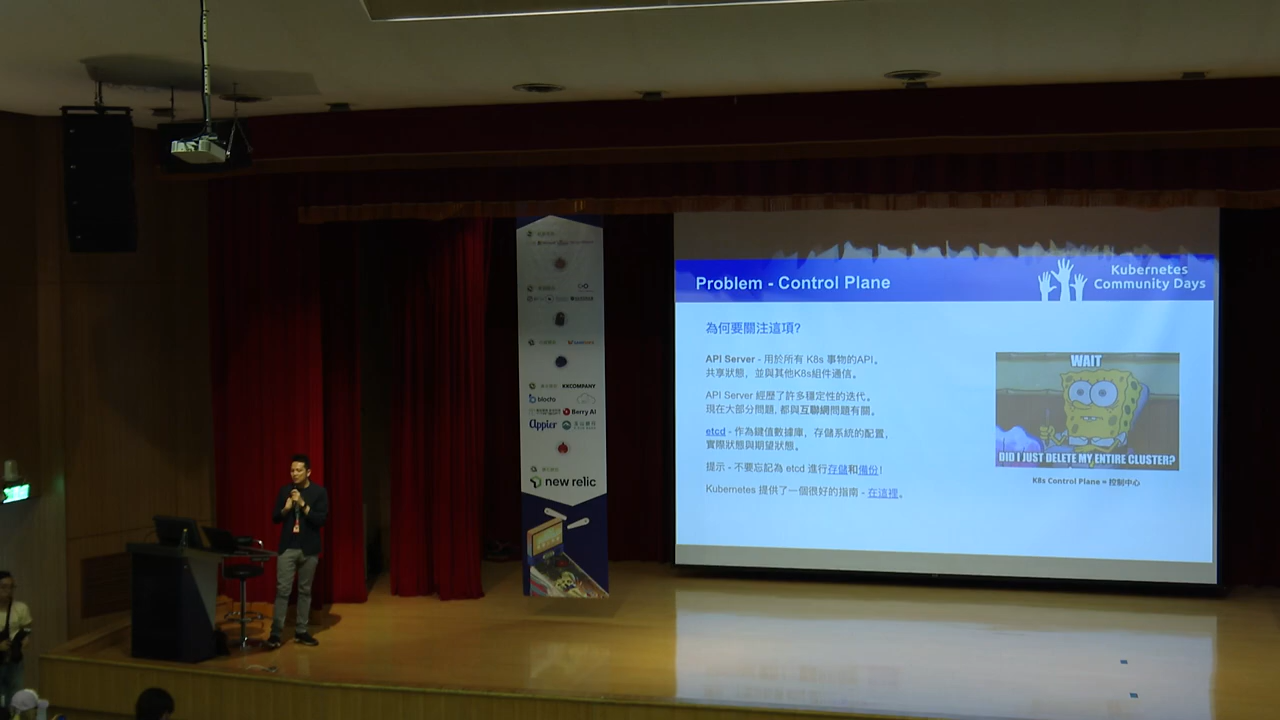 KKCOMPANY
blocto
Berry AI
Appier
new relic
Problem - Control Plane
Kubernetes
Community Days
為何要關注這項?
API Server - 用於所有 K8s 事物的API。
共享狀態，並與其他K8s組件通信。
API Server 經歷了許多穩定性的迭代。
現在大部分問題, 都與互聯網問題有關。
etcd - 作為鍵值數據庫，存儲系統的配置，
實際狀態與期望狀態。
提示 - 不要忘記為 etcd 進行存儲和備份!
Kubernetes 提供了一個很好的指南 - 在這裡。
WAIT
DID I JUST DELETE MY ENTIRE CLUSTER?
K8s Control Plane = 控制中心